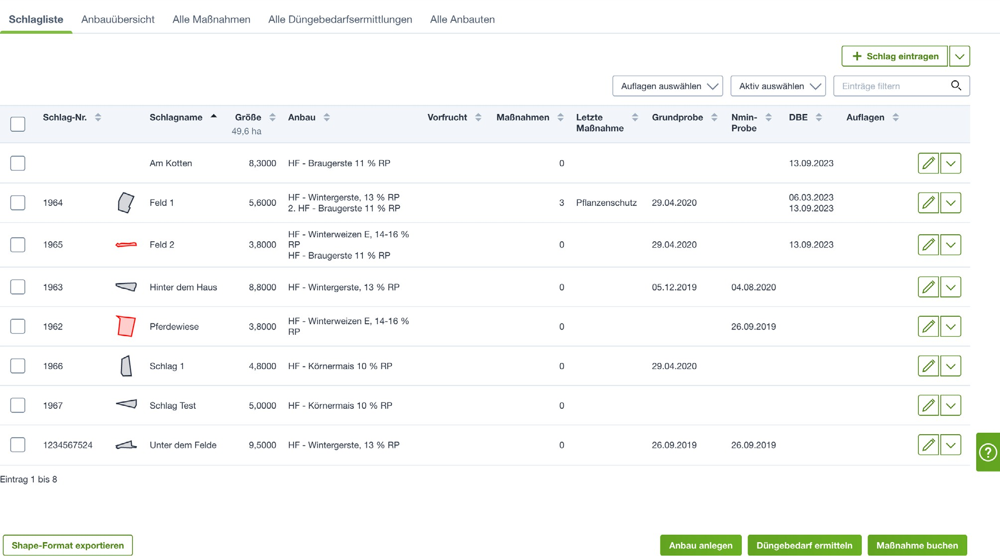 Schlagliste Anbauübersicht Alle Maßnahmen Alle Düngebedarfsermittlungen Alle Anbauten
+ Schlag eintragen
Auflagen auswählen Aktiv auswählen Einträge filtern
Schlag-Nr. Schlagname Größe Anbau Vorfrucht Maßnahmen Letzte Grundprobe Nmin- DBE Auflagen
49,6 ha Maßnahme Probe
Am Kotten 8,3000 HF - Braugerste 11 % RP 0 13.09.2023
1964 Feld 1 5,6000 HF - Wintergerste, 13 % RP 3 Pflanzenschutz 29.04.2020 06.03.2023
2. HF - Braugerste 11 % RP 13.09.2023
HF - Winterweizen E, 14-16 %
1965 Feld 2 3,8000 RP 0 29.04.2020 13.09.2023
HF - Braugerste 11 % RP
1963 Hinter dem Haus 8,8000 HF - Wintergerste, 13 % RP 0 05.12.2019 04.08.2020
1962 Pferdewiese 3,8000 HF - Winterweizen E, 14-16 % 0 26.09.2019
RP
1966 Schlag 1 4,8000 HF - Körnermais 10 % RP 0 29.04.2020
1967 Schlag Test 5,0000 HF - Körnermais 10 % RP 0
1234567524 Unter dem Felde 9,5000 HF - Wintergerste, 13 % RP 0 26.09.2019 26.09.2019
?
Eintrag 1 bis 8
Shape-Format exportieren Anbau anlegen Düngebedarf ermitteln Maßnahme buchen